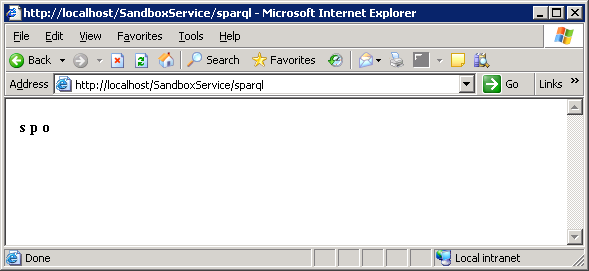 http://localhost/SandboxService/sparql - Microsoft Internet Explorer
File Edit View Favorites Tools Help
Back Search Favorites
Address http://localhost/SandboxService/sparql Go Links »
s p o
Done Local intranet